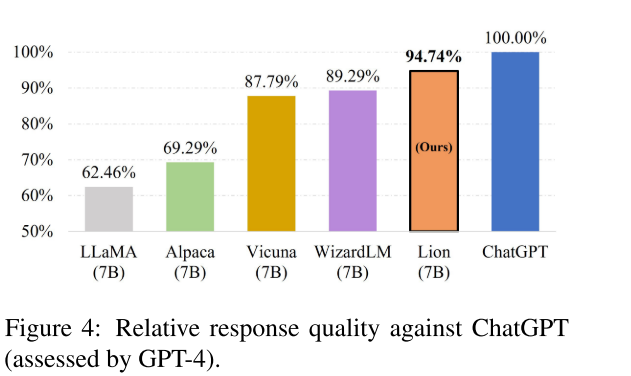 100.00%
100%
94.74%
90%
89.29%
87.79%
80%
(Ours)
70%
69.29%
62.46%
60%
50%
LLaMA Alpaca Vicuna WizardLM Lion ChatGPT
(7B) (7B) (7B) (7B) (7B)
Figure 4: Relative response quality against ChatGPT
(assessed by GPT-4).